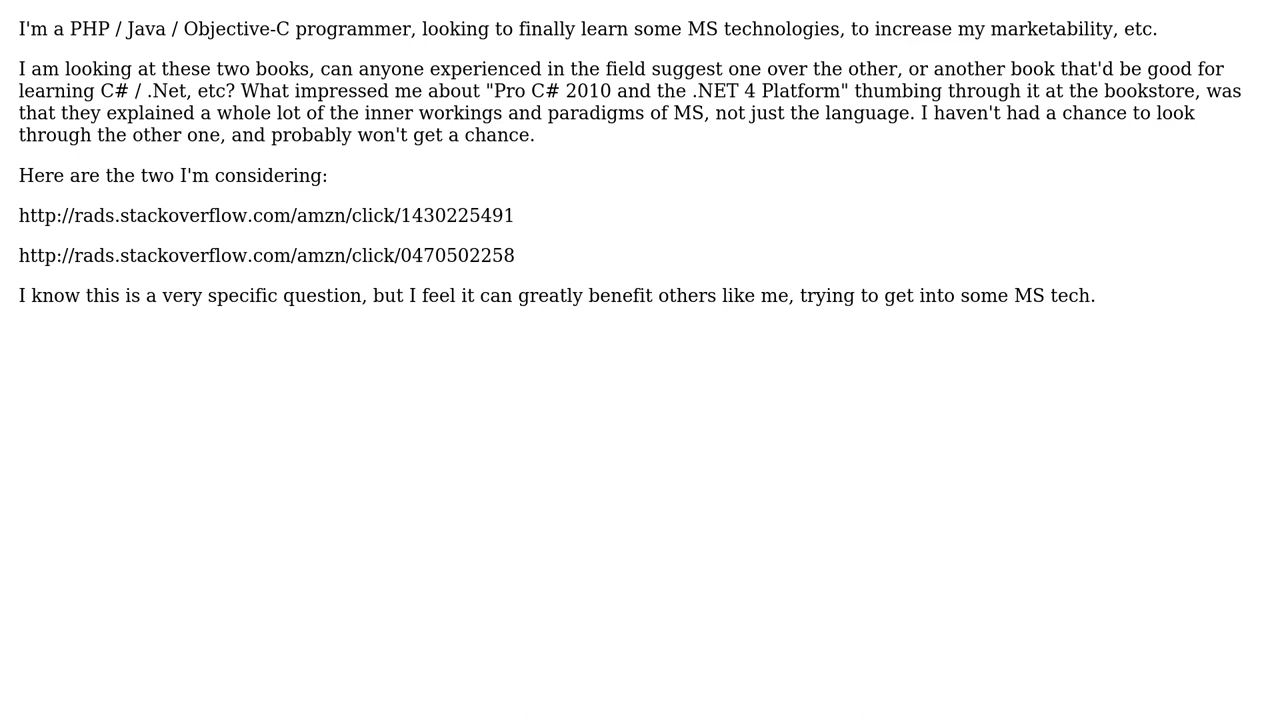 I'm a PHP / Java / Objective-C programmer, looking to finally learn some MS technologies, to increase my marketability, etc.
I am looking at these two books, can anyone experienced in the field suggest one over the other, or another book that'd be good for
learning C# / .Net, etc? What impressed me about "Pro C# 2010 and the .NET 4 Platform" thumbing through it at the bookstore, was
that they explained a whole lot of the inner workings and paradigms of MS, not just the language. I haven't had a chance to look
through the other one, and probably won't get a chance.
Here are the two I'm considering:
http://rads.stackoverflow.com/amzn/click/1430225491
http://rads.stackoverflow.com/amzn/click/0470502258
I know this is a very specific question, but I feel it can greatly benefit others like me, trying to get into some MS tech.